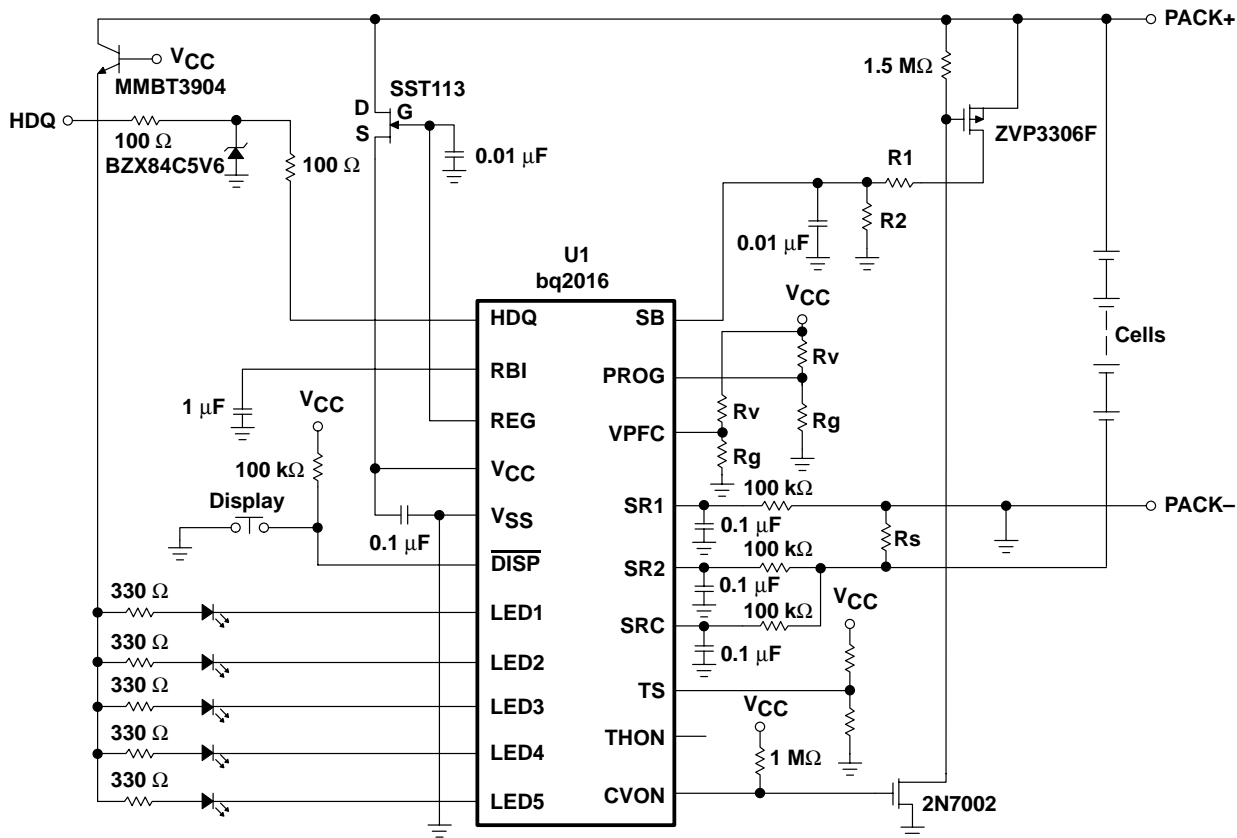 PACK+
VCC
MMBT3904
1.5 MΩ
SST113
D
G
S
HDQ
ZVP3306F
100 Ω
BZX84C5V6
100 Ω
0.01 µF
R1
R2
0.01 µF
U1
bq2016
VCC
HDQ
SB
Cells
Rv
RBI
PROG
1 µF
VCC
Rv
Rg
REG
VPFC
100 kΩ
Rg
VCC
100 kΩ
Display
SR1
PACK–
VSS
0.1 µF
0.1 µF
100 kΩ
Rs
DISP
SR2
330 Ω
0.1 µF
100 kΩ
VCC
LED1
SRC
330 Ω
0.1 µF
LED2
330 Ω
TS
LED3
VCC
330 Ω
THON
LED4
1 MΩ
330 Ω
LED5
CVON
2N7002